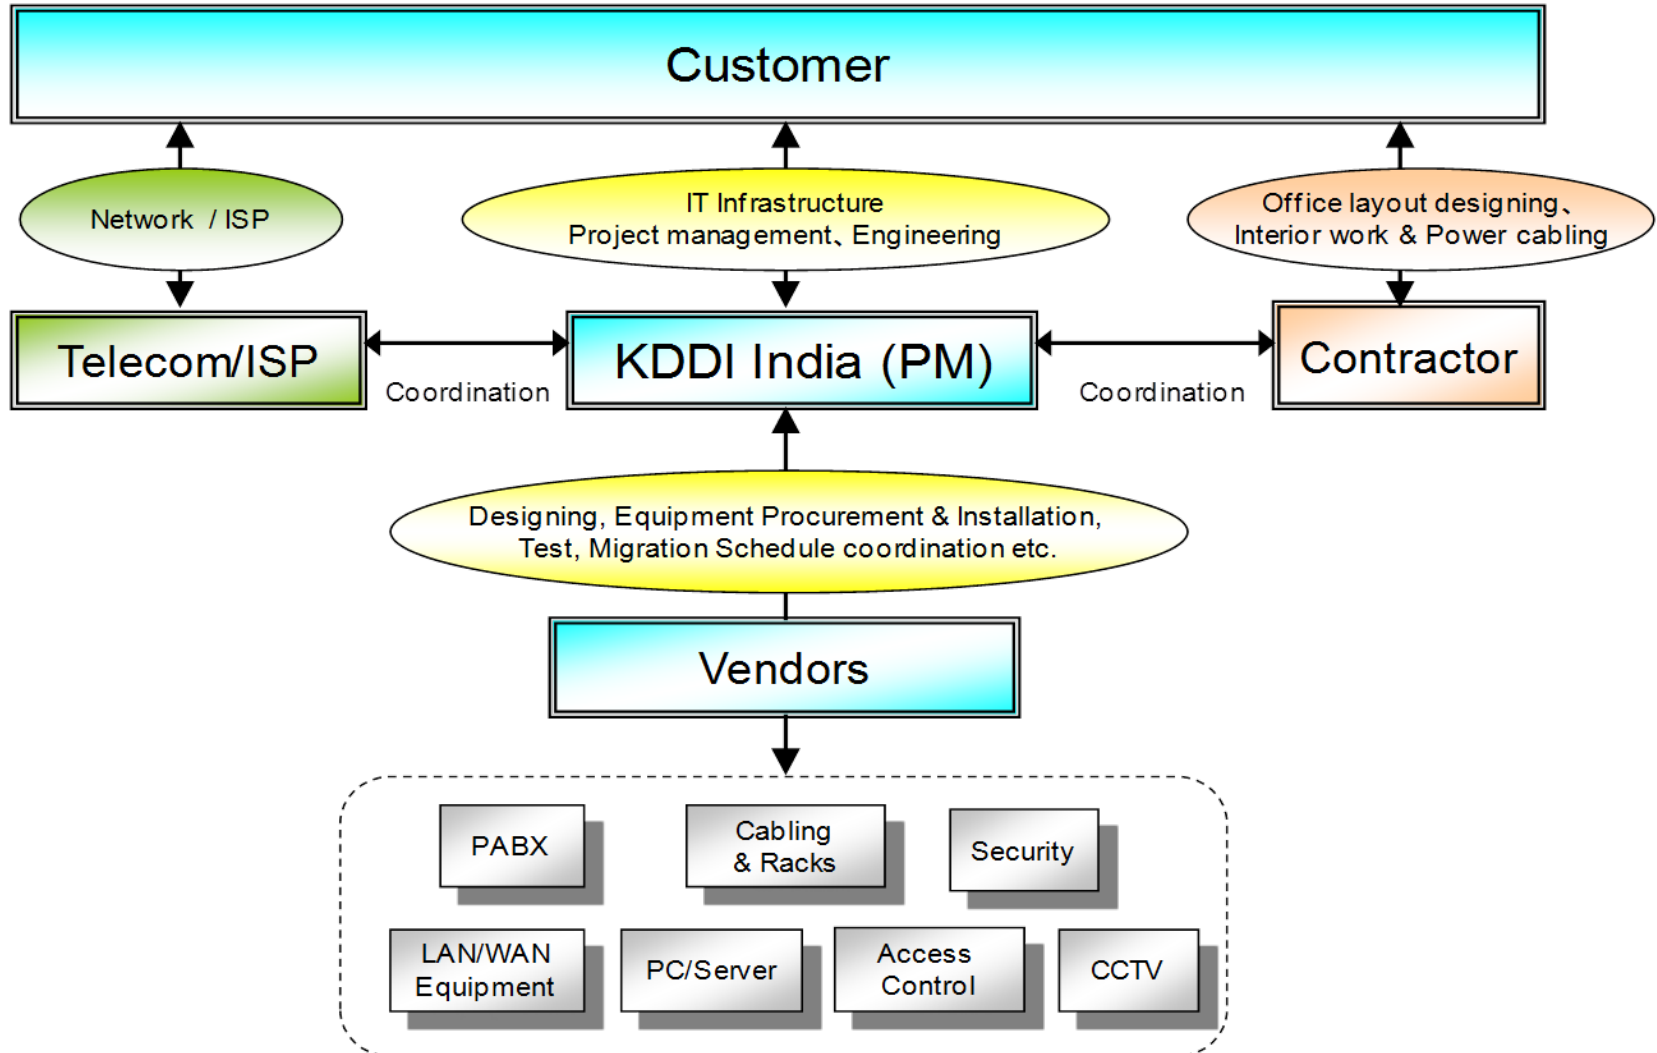 Customer
Network / ISP
IT Infrastructure
Project management、Engineering
Office layout designing、
Interior work & Power cabling
Telecom/ISP
Coordination
KDDI India (PM)
Coordination
Contractor
Designing, Equipment Procurement & Installation,
Test, Migration Schedule coordination etc.
Vendors
PABX
Cabling
& Racks
Security
LAN/WAN
Equipment
PC/Server
Access
Control
CCTV